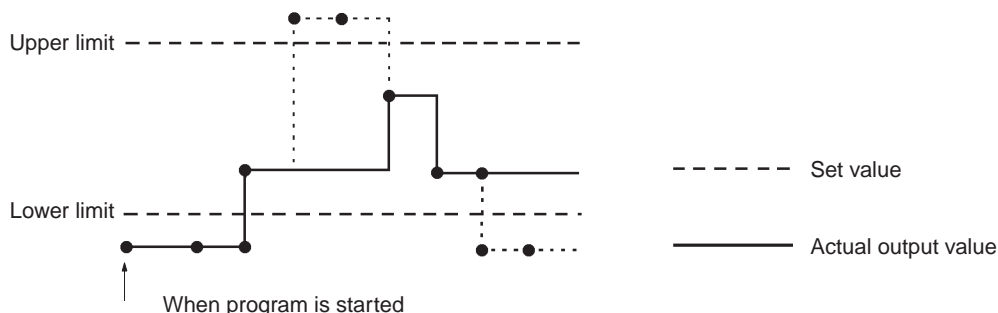 Upper limit
Set value
Lower limit
Actual output value
When program is started